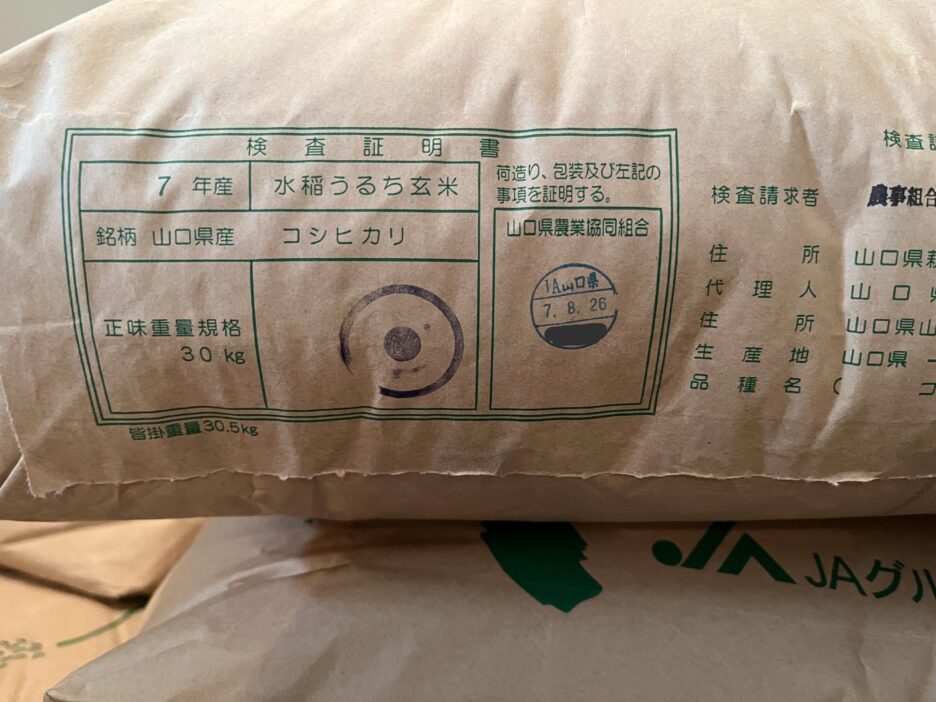 検査証明書
7年産 水稲うるち玄米
銘柄 山口県産 コシヒカリ
正味重量規格
30kg
皆掛重量30.5kg
荷造り、包装及び左記の
事項を証明する。
山口県農業協同組合
JA山口県
7.8.26
検査
検査請求者 農事組合
住所 山口県萩
代理人 山口
住所 山口県山
生産地 山口県
品種名 コ
JAグル